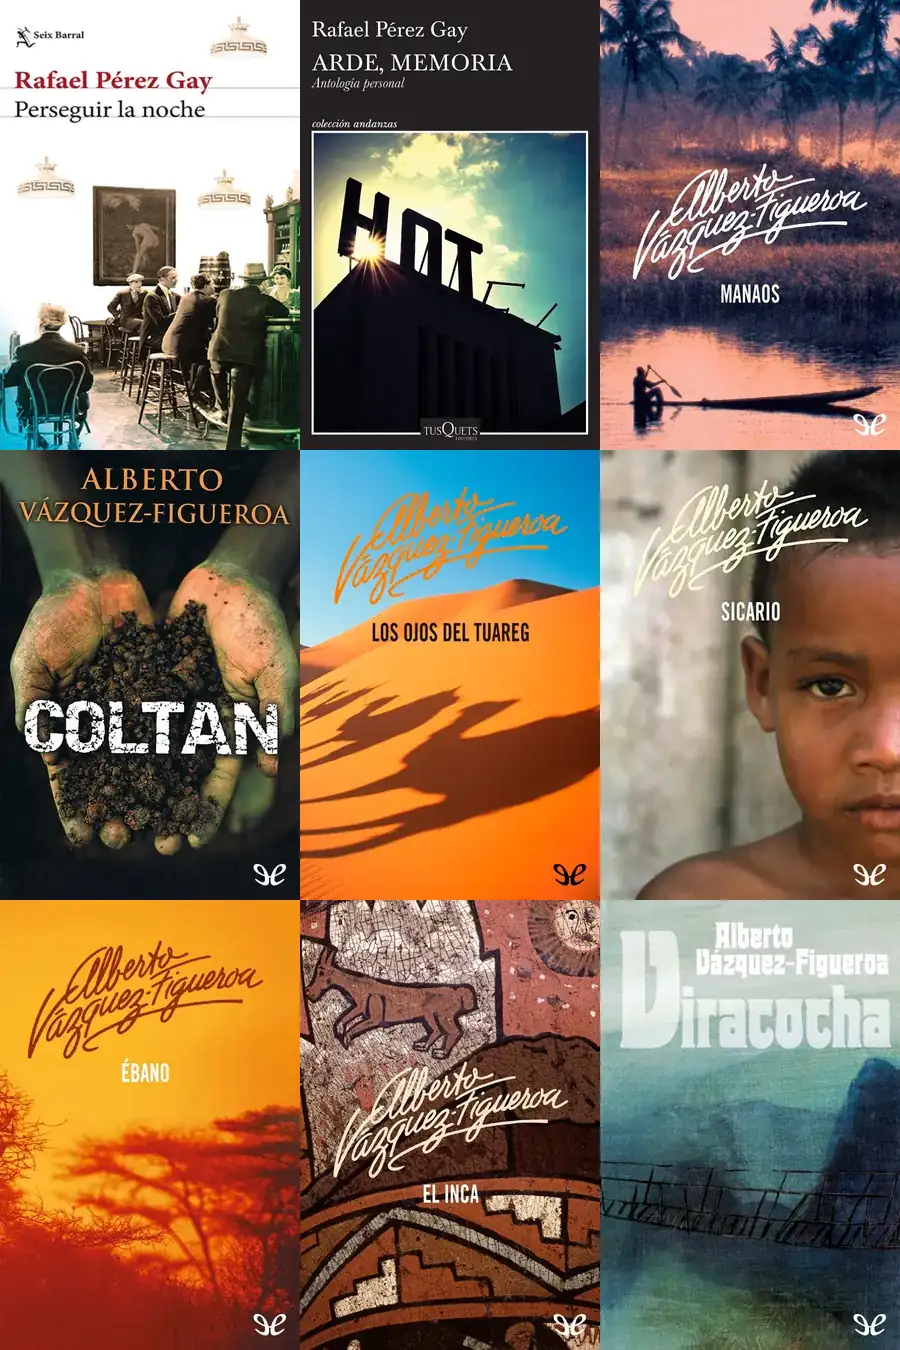 Seix Barral
Rafael Pérez Gay
Perseguir la noche
Rafael Pérez Gay
ARDE, MEMORIA
Antología personal
colección andanzas
HOT
TUSQUETS
EDITORES
Alberto
Vázquez-Figueroa
MANAOS
ALBERTO
VÁZQUEZ-FIGUEROA
COLTAN
Alberto
Vázquez-Figueroa
LOS OJOS DEL TUAREG
Alberto
Vázquez-Figueroa
SICARIO
Alberto
Vázquez-Figueroa
ÉBANO
Alberto
Vázquez-Figueroa
EL INCA
Alberto
Vázquez-Figueroa
Viracocha